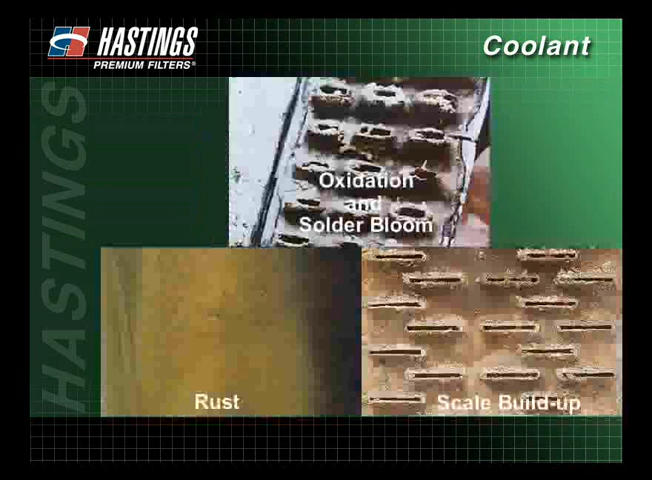 HASTINGS
PREMIUM FILTERS®
Coolant
HASTINGS
Oxidation
and
Solder Bloom
Rust
Scale Build-up